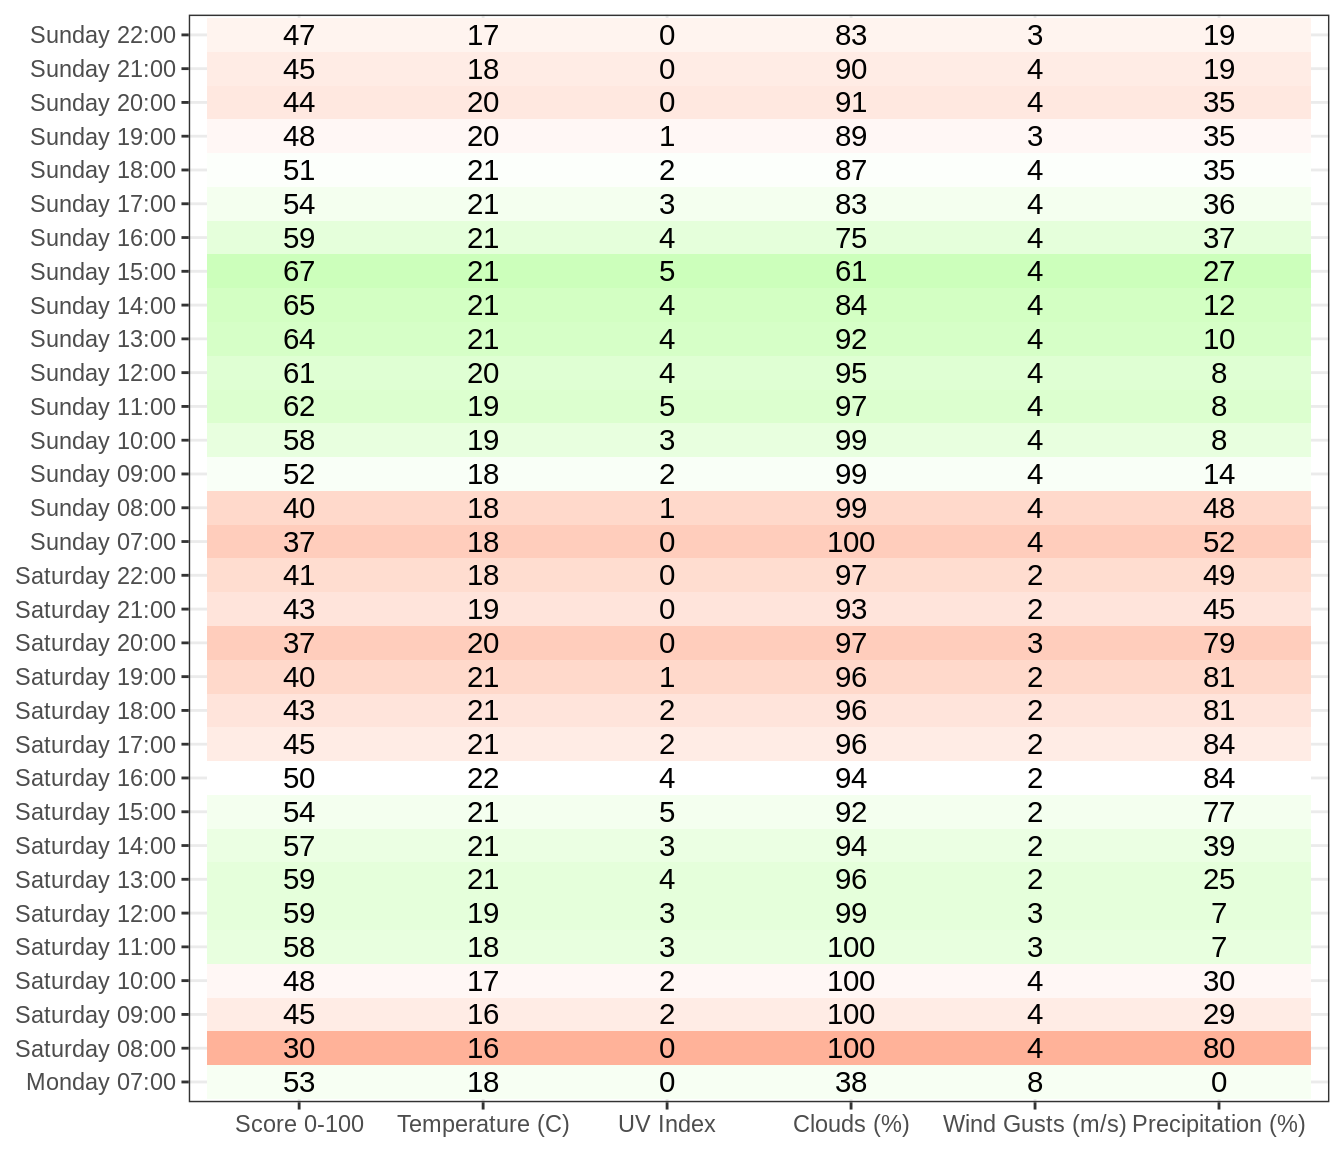 Sunday 22:00 47 17 0 83 3 19
Sunday 21:00 45 18 0 90 4 19
Sunday 20:00 44 20 0 91 4 35
Sunday 19:00 48 20 1 89 3 35
Sunday 18:00 51 21 2 87 4 35
Sunday 17:00 54 21 3 83 4 36
Sunday 16:00 59 21 4 75 4 37
Sunday 15:00 67 21 5 61 4 27
Sunday 14:00 65 21 4 84 4 12
Sunday 13:00 64 21 4 92 4 10
Sunday 12:00 61 20 4 95 4 8
Sunday 11:00 62 19 5 97 4 8
Sunday 10:00 58 19 3 99 4 8
Sunday 09:00 52 18 2 99 4 14
Sunday 08:00 40 18 1 99 4 48
Sunday 07:00 37 18 0 100 4 52
Saturday 22:00 41 18 0 97 2 49
Saturday 21:00 43 19 0 93 2 45
Saturday 20:00 37 20 0 97 3 79
Saturday 19:00 40 21 1 96 2 81
Saturday 18:00 43 21 2 96 2 81
Saturday 17:00 45 21 2 96 2 84
Saturday 16:00 50 22 4 94 2 84
Saturday 15:00 54 21 5 92 2 77
Saturday 14:00 57 21 3 94 2 39
Saturday 13:00 59 21 4 96 2 25
Saturday 12:00 59 19 3 99 3 7
Saturday 11:00 58 18 3 100 3 7
Saturday 10:00 48 17 2 100 4 30
Saturday 09:00 45 16 2 100 4 29
Saturday 08:00 30 16 0 100 4 80
Monday 07:00 53 18 0 38 8 0
Score 0-100 Temperature (C) UV Index Clouds (%) Wind Gusts (m/s) Precipitation (%)